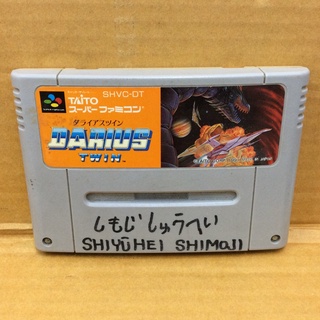 SHVC-DT
TAITO
スーパーファミコン
ダライアスツイン
DARIUS
TWIN
しもじしゅうへい
SHIYŪHEI SHIMOJI